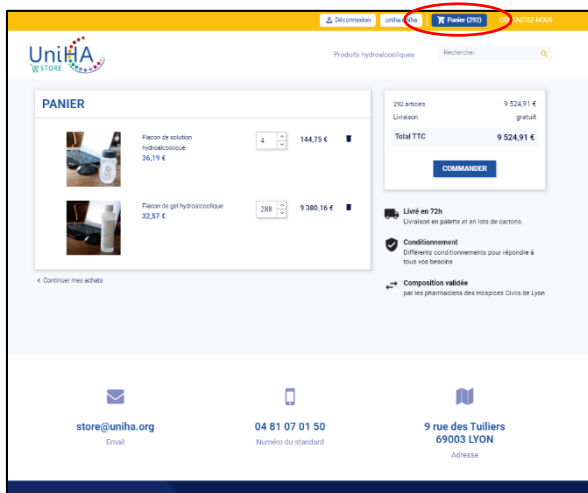 Déconnexion
uniha uniha
Panier (292)
CONTACTEZ-NOUS
UniHA
STORE
Produits hydroalcooliques
Rechercher
PANIER
Flacon de solution
hydroalcoolique
36,19 €
4
144,75 €
Flacon de gel hydroalcoolique
32,57 €
288
9 380,16 €
< Continuer mes achats
292 articles
9 524,91 €
Livraison
gratuit
Total TTC
9 524,91 €
COMMANDER
Livré en 72h
Livraison en palette et en lots de cartons.
Conditionnement
Différents conditionnements pour répondre à
tous vos besoins
Composition validée
par les pharmaciens des Hospices Civils de Lyon
store@uniha.org
Email
04 81 07 01 50
Numéro du standard
9 rue des Tuiliers
69003 LYON
Adresse